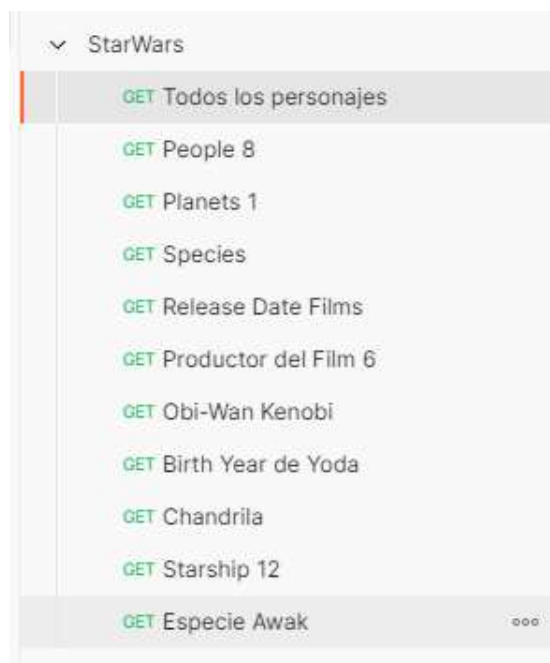 StarWars
GET Todos los personajes
GET People 8
GET Planets 1
GET Species
GET Release Date Films
GET Productor del Film 6
GET Obi-Wan Kenobi
GET Birth Year de Yoda
GET Chandrila
GET Starship 12
GET Especie Awak